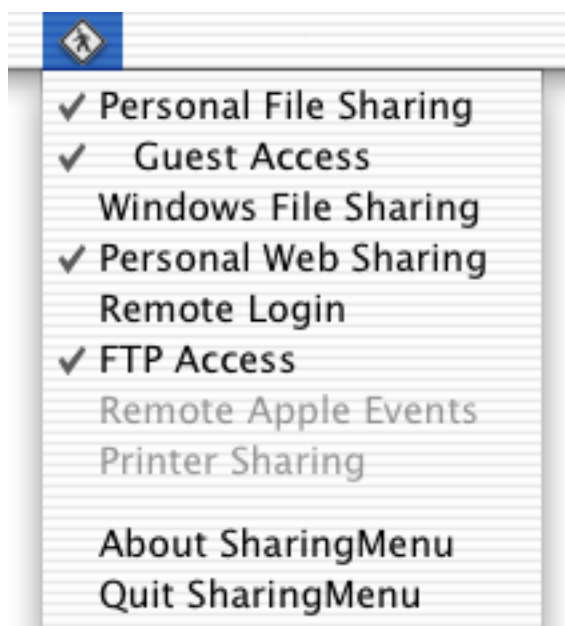 Personal File Sharing
Guest Access
Windows File Sharing
Personal Web Sharing
Remote Login
FTP Access
Remote Apple Events
Printer Sharing
About SharingMenu
Quit SharingMenu